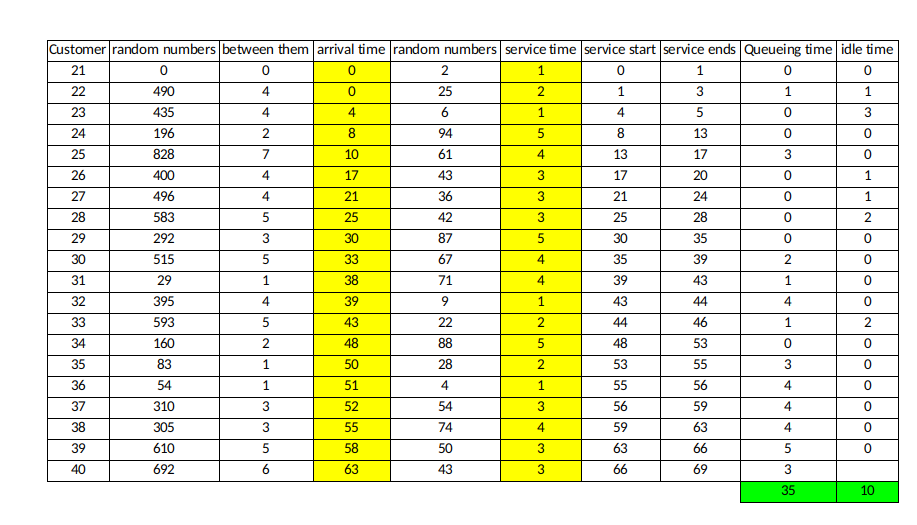 Customer random numbers between them arrival time random numbers service time service start service ends Queueing time idle time
21 0 0 0 2 1 0 1 0 0
22 490 4 0 25 2 1 3 1 1
23 435 4 4 6 1 4 5 0 3
24 196 2 8 94 5 8 13 0 0
25 828 7 10 61 4 13 17 3 0
26 400 4 17 43 3 17 20 0 1
27 496 4 21 36 3 21 24 0 1
28 583 5 25 42 3 25 28 0 2
29 292 3 30 87 5 30 35 0 0
30 515 5 33 67 4 35 39 2 0
31 29 1 38 71 4 39 43 1 0
32 395 4 39 9 1 43 44 4 0
33 593 5 43 22 2 44 46 1 2
34 160 2 48 88 5 48 53 0 0
35 83 1 50 28 2 53 55 3 0
36 54 1 51 4 1 55 56 4 0
37 310 3 52 54 3 56 59 4 0
38 305 3 55 74 4 59 63 4 0
39 610 5 58 50 3 63 66 5 0
40 692 6 63 43 3 66 69 3
35 10